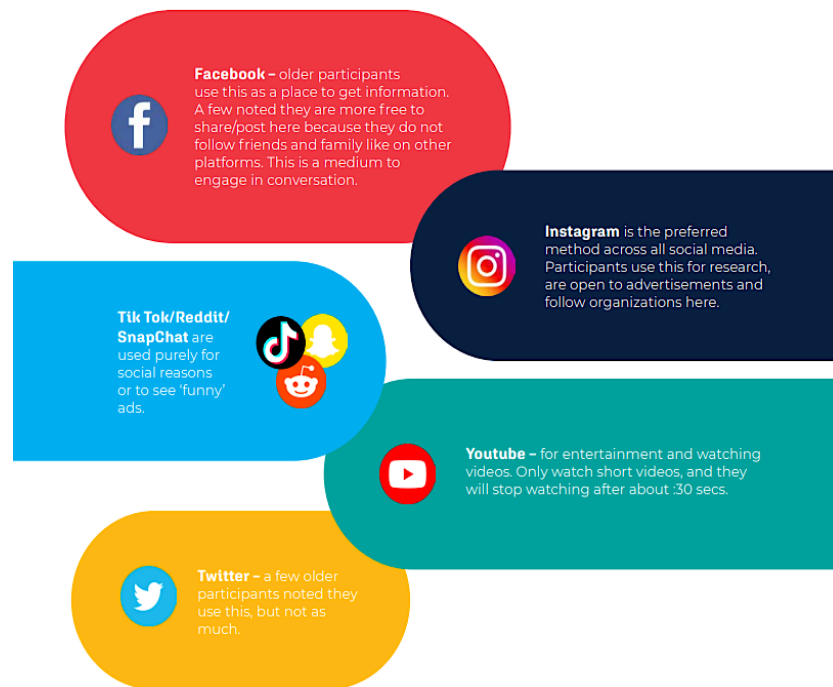 Facebook – older participants
use this as a place to get information.
A few noted they are more free to
share/post here because they do not
follow friends and family like on other
platforms. This is a medium to
engage in conversation.
Instagram is the preferred
method across all social media.
Participants use this for research,
are open to advertisements and
follow organizations here.
Tik Tok/Reddit/
SnapChat are
used purely for
social reasons
or to see ‘funny’
ads.
Youtube – for entertainment and watching
videos. Only watch short videos, and they
will stop watching after about :30 secs.
Twitter – a few older
participants noted they
use this, but not as
much.